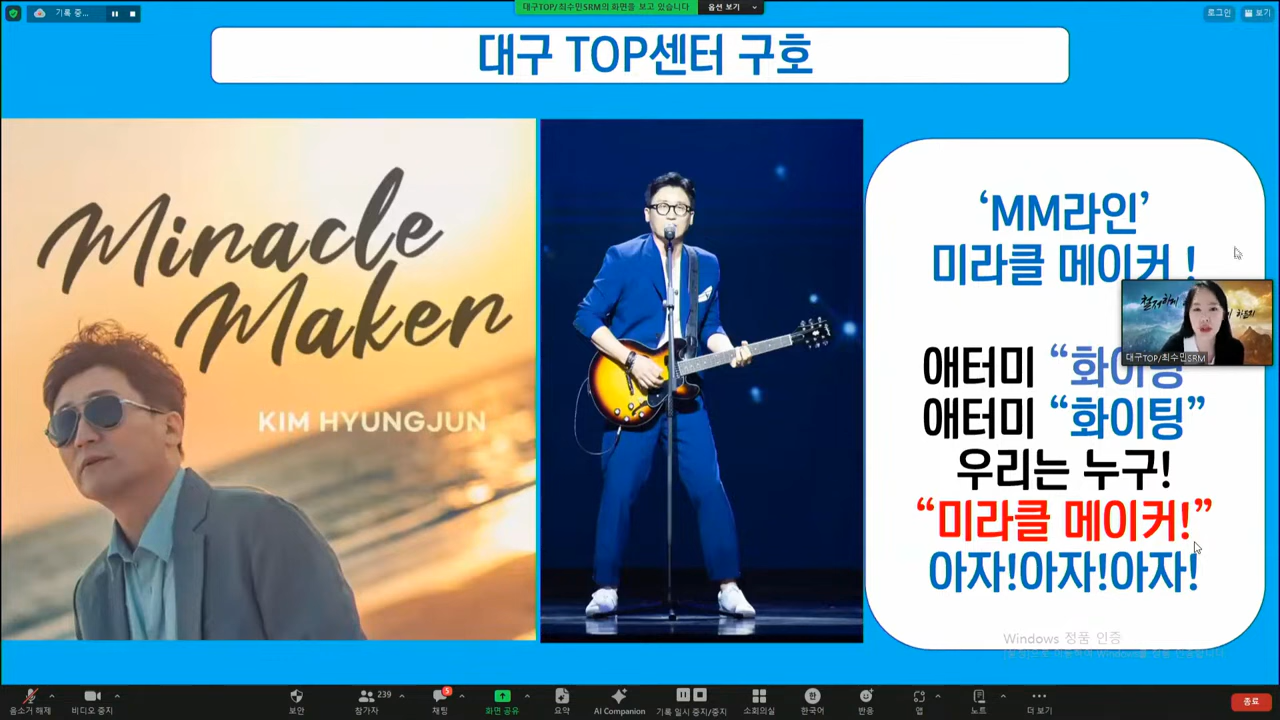 기록 중...
대구TOP/최수민SRM의 화면을 보고 있습니다
옵션 보기
로그인
보기
대구 TOP센터 구호
Miracle
Maker
KIM HYUNGJUN
‘MM라인’
미라클 메이커 !
대구TOP/최수민SRM
애터미 “화이팅”
애터미 “화이팅”
우리는 누구!
“미라클 메이커!”
아자!아자!아자!
Windows 정품 인증
음소거 해제
비디오 중지
보안
239
참가자
5
채팅
화면 공유
요약
AI Companion
기록 일시 중지/중지
소회의실
한국어
반응
앱
노트
더 보기
종료